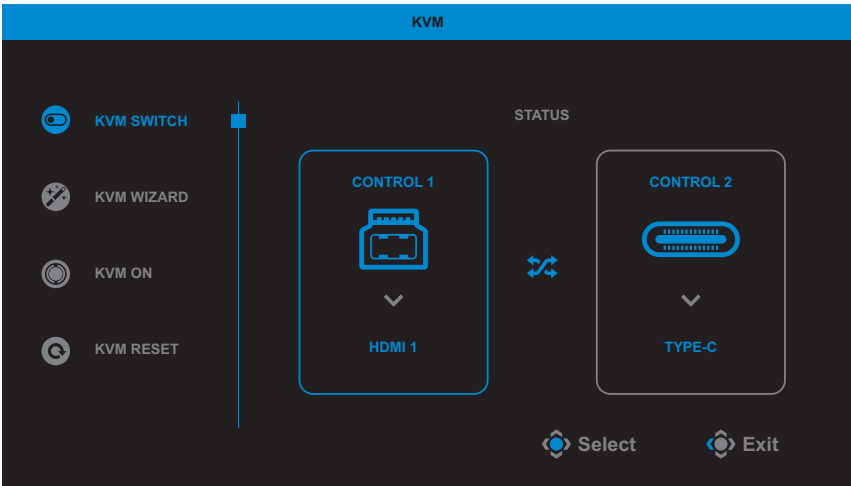 KVM
KVM SWITCH
KVM WIZARD
KVM ON
KVM RESET
STATUS
CONTROL 1
HDMI 1
CONTROL 2
TYPE-C
Select
Exit